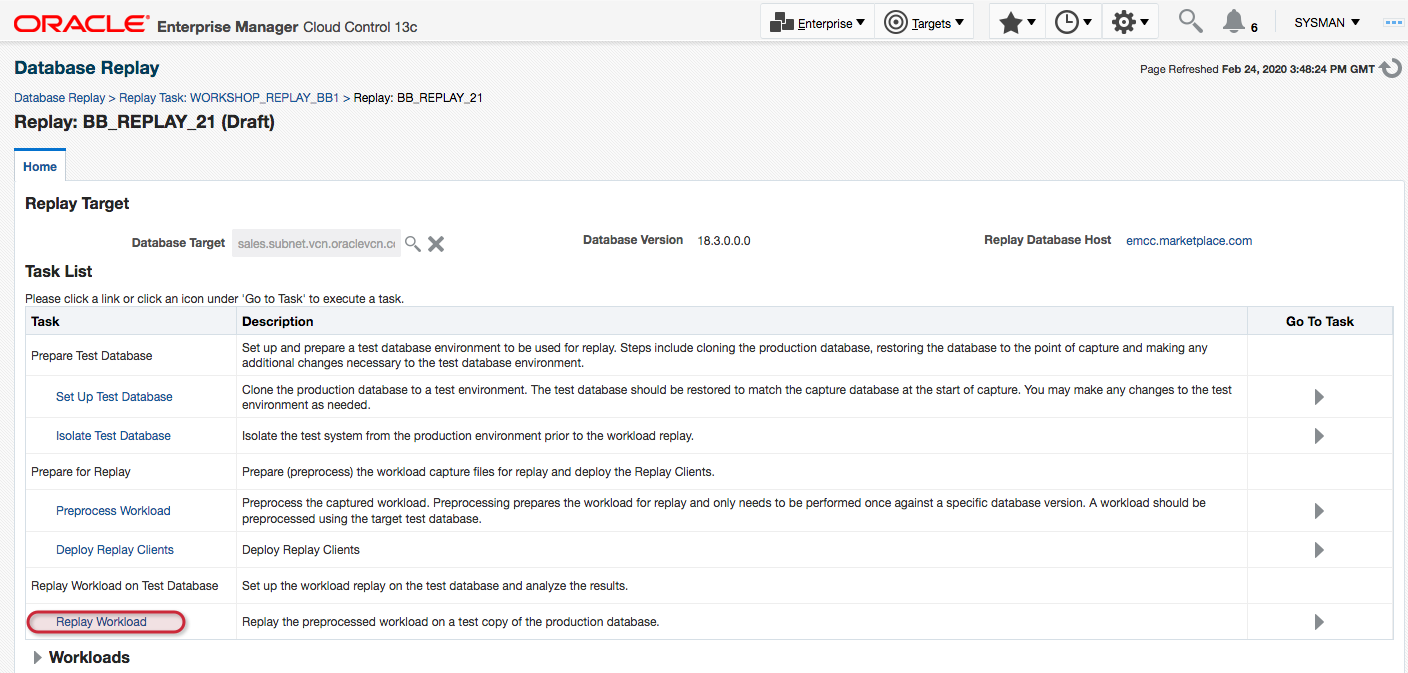 ORACLE® Enterprise Manager Cloud Control 13c
Enterprise
Targets
6
SYSMAN
Database Replay
Page Refreshed Feb 24, 2020 3:48:24 PM GMT
Database Replay > Replay Task: WORKSHOP_REPLAY_BB1 > Replay: BB_REPLAY_21
Replay: BB_REPLAY_21 (Draft)
Home
Replay Target
Database Target sales.subnet.vcn.oraclevcn.c
Database Version 18.3.0.0.0
Replay Database Host emcc.marketplace.com
Task List
Please click a link or click an icon under 'Go to Task' to execute a task.
Task Description Go To Task
Prepare Test Database
Set up and prepare a test database environment to be used for replay. Steps include cloning the production database, restoring the database to the point of capture and making any
additional changes necessary to the test database environment.
Set Up Test Database
Clone the production database to a test environment. The test database should be restored to match the capture database at the start of capture. You may make any changes to the test
environment as needed.
Isolate Test Database
Isolate the test system from the production environment prior to the workload replay.
Prepare for Replay
Prepare (preprocess) the workload capture files for replay and deploy the Replay Clients.
Preprocess Workload
Preprocess the captured workload. Preprocessing prepares the workload for replay and only needs to be performed once against a specific database version. A workload should be
preprocessed using the target test database.
Deploy Replay Clients
Deploy Replay Clients
Replay Workload on Test Database
Set up the workload replay on the test database and analyze the results.
Replay Workload
Replay the preprocessed workload on a test copy of the production database.
Workloads